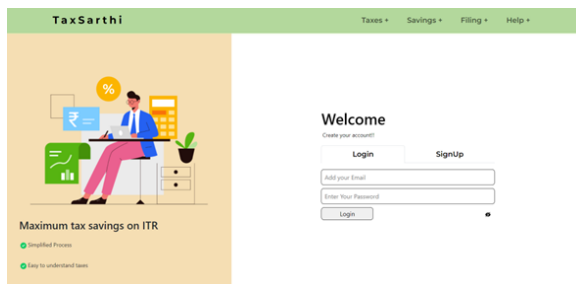 TaxSarthi Taxes + Savings + Filing + Help +
%
₹
Maximum tax savings on ITR
Simplified Process
Easy to understand taxes
Welcome
Create your account!!
Login SignUp
Add your Email
Enter Your Password
Login